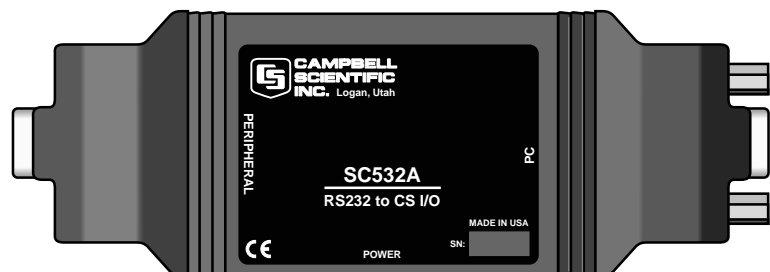 CAMPBELL
SCIENTIFIC
INC. Logan, Utah
PERIPHERAL
PC
SC532A
RS232 to CS I/O
MADE IN USA
SN:
CE
POWER